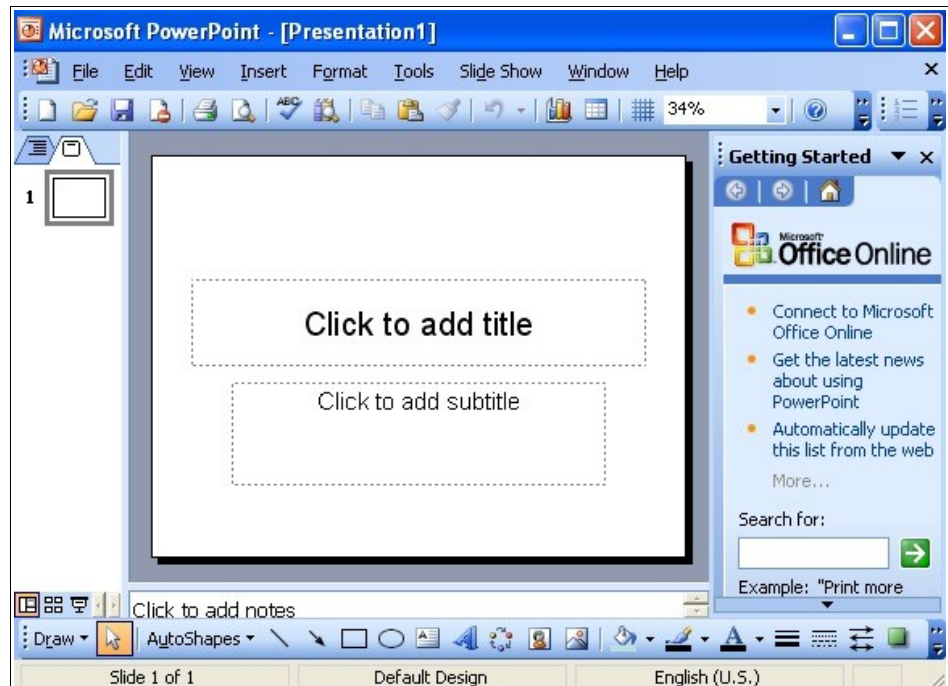 Microsoft PowerPoint - [Presentation1]
File Edit View Insert Format Tools Slide Show Window Help
ABC 34%
Getting Started
1
Microsoft
Office Online
Click to add title
Click to add subtitle
Connect to Microsoft
Office Online
Get the latest news
about using
PowerPoint
Automatically update
this list from the web
More...
Search for:
Example: "Print more
Click to add notes
Draw AutoShapes A
Slide 1 of 1 Default Design English (U.S.)